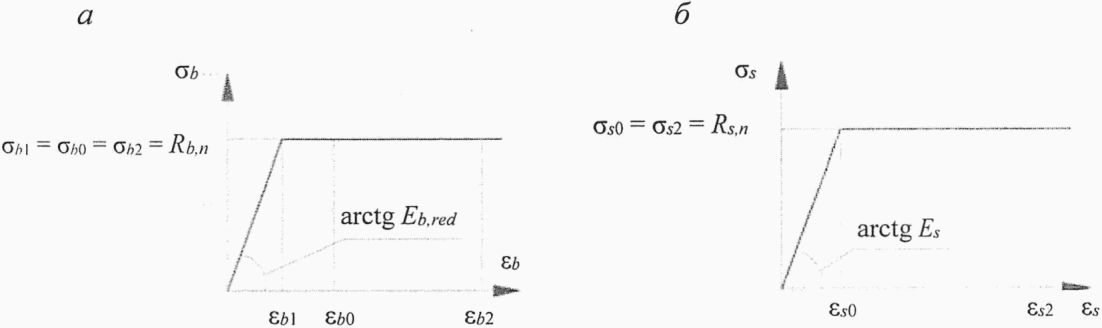 а
б
σb
σb1 = σb0 = σb2 = Rb,n
arctg Eb,red
εb
εb1 εb0 εb2
σs
σs0 = σs2 = Rs,n
arctg Es
εs0 εs2 εs